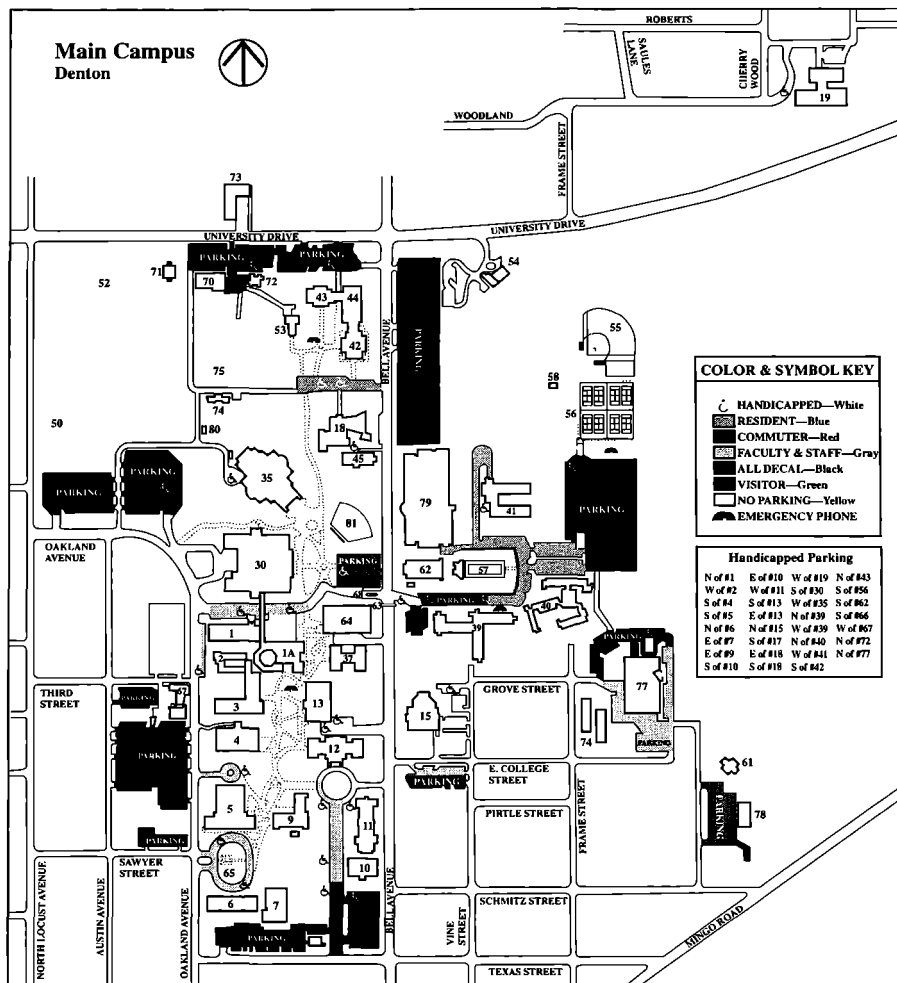 Main Campus
Denton
ROBERTS
SAULES
LANE
CHERRY
WOOD
19
WOODLAND
FRAME STREET
73
UNIVERSITY DRIVE
UNIVERSITY DRIVE
PARKING
PARKING
52
71
70
72
54
43
44
53
42
BELL AVENUE
PARKING
55
75
58
74
56
50
80
18
45
COLOR & SYMBOL KEY
HANDICAPPED—White
RESIDENT—Blue
COMMUTER—Red
FACULTY & STAFF—Gray
ALL DECAL—Black
VISITOR—Green
NO PARKING—Yellow
EMERGENCY PHONE
PARKING
PARKING
35
79
41
PARKING
81
OAKLAND
AVENUE
30
PARKING
62
57
Handicapped Parking
N of #1 E of #10 W of #19 N of #43
W of #2 W of #11 S of #30 S of #56
S of #4 S of #13 W of #35 S of #62
S of #5 E of #13 N of #39 S of #66
N of #6 N of #15 W of #39 W of #67
E of #7 S of #17 N of #40 N of #72
E of #9 E of #18 W of #41 N of #77
S of #10 S of #18 S of #42
63
PARKING
40
1
64
39
PARKING
2
1A
37
77
THIRD
STREET
PARKING
67
3
13
GROVE STREET
15
4
12
74
PARKING
PARKING
E. COLLEGE
STREET
PARKING
61
5
9
11
PIRTLE STREET
FRAME STREET
PARKING
78
PARKING
SAWYER
STREET
65
10
NORTH LOCUST AVENUE
AUSTIN AVENUE
OAKLAND AVENUE
6
7
BELL AVENUE
VINE
STREET
SCHMITZ STREET
MINGO ROAD
PARKING
TEXAS STREET